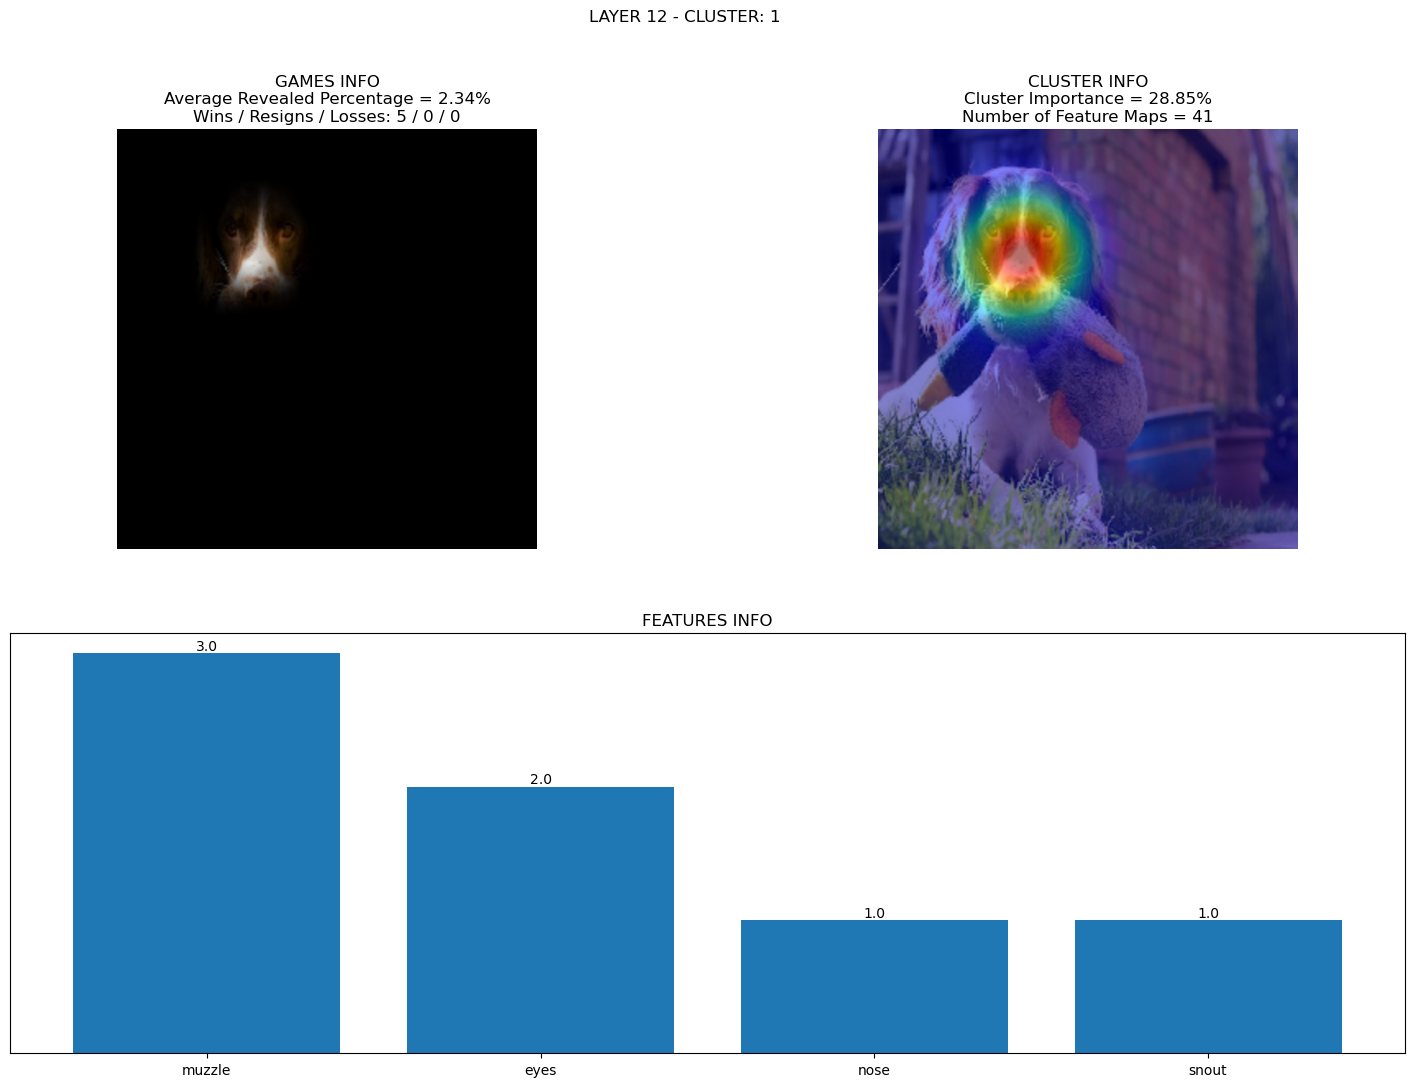 LAYER 12 - CLUSTER: 1
GAMES INFO
Average Revealed Percentage = 2.34%
Wins / Resigns / Losses: 5 / 0 / 0
CLUSTER INFO
Cluster Importance = 28.85%
Number of Feature Maps = 41
FEATURES INFO
3.0
2.0
1.0
1.0
muzzle
eyes
nose
snout